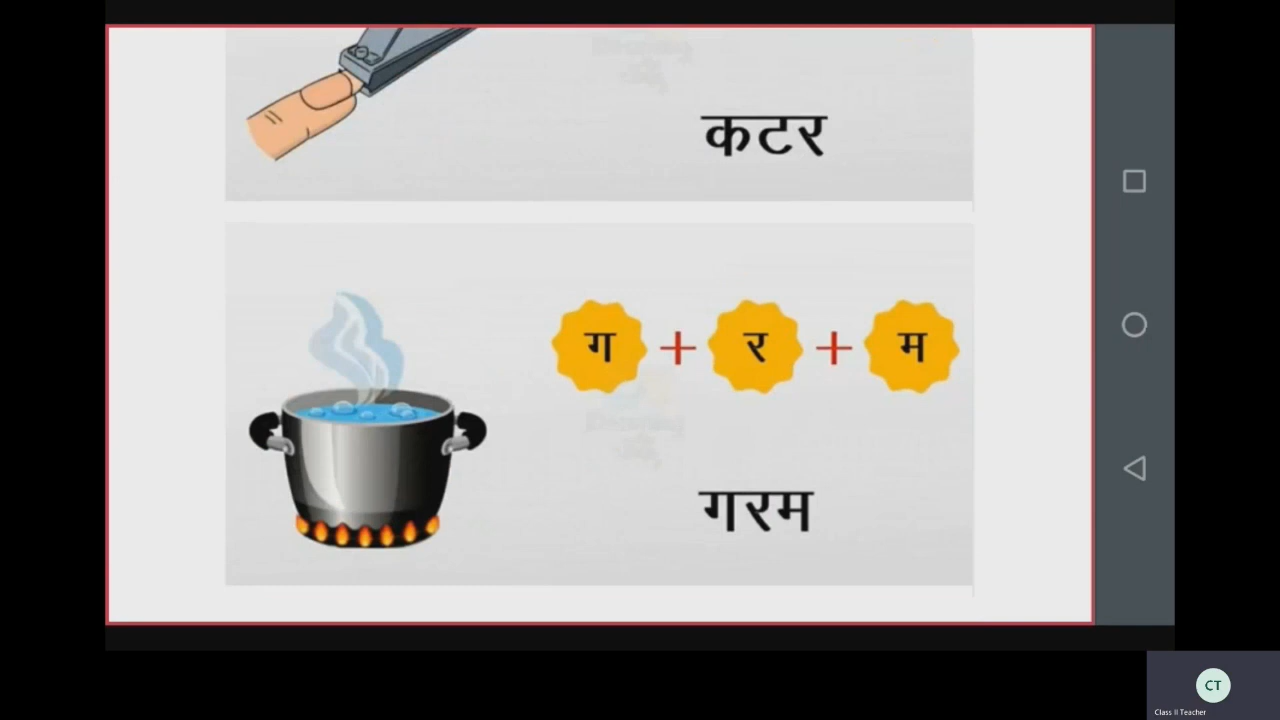 कटर
ग + र + म
गरम
CT
Class II Teacher